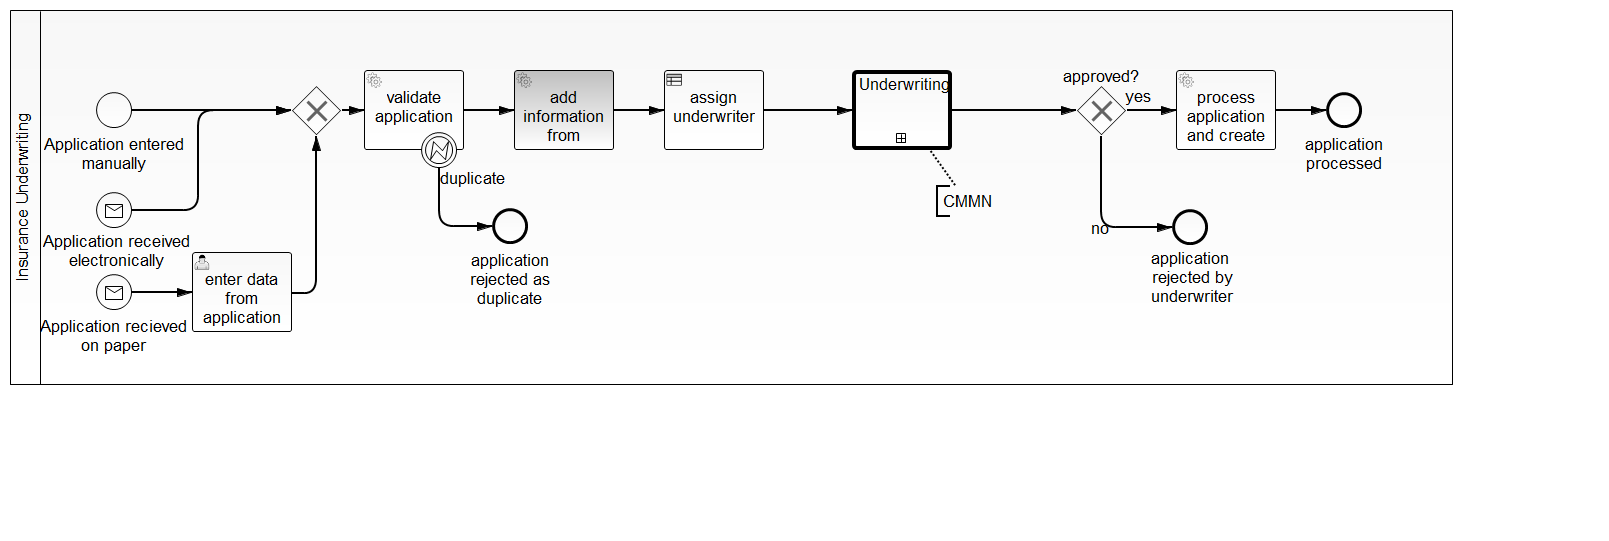 Insurance Underwriting
Application entered
manually
Application received
electronically
Application recieved
on paper
enter data
from
application
validate
application
duplicate
application
rejected as
duplicate
add
information
from
assign
underwriter
Underwriting
CMMN
approved?
yes
no
application
rejected by
underwriter
process
application
and create
application
processed